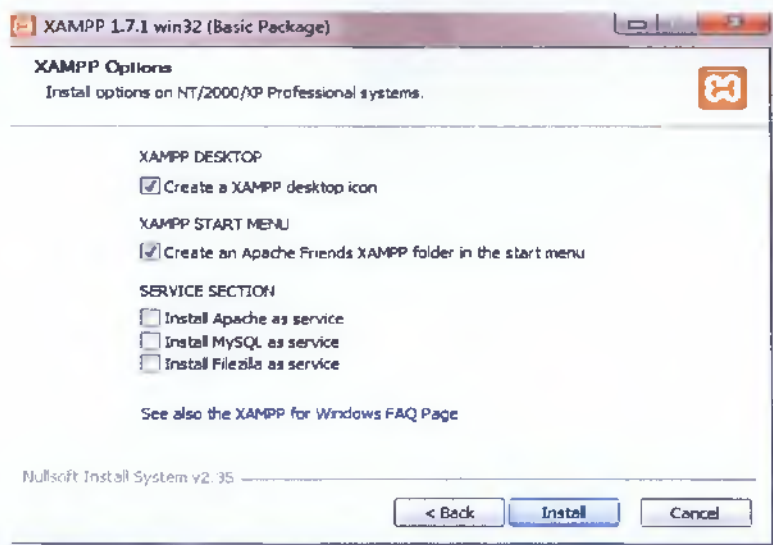 XAMPP 1.7.1 win32 (Basic Package)
XAMPP Options
Install options on NT/2000/XP Professional systems.
XAMPP DESKTOP
Create a XAMPP desktop icon
XAMPP START MENU
Create an Apache Friends XAMPP folder in the start menu
SERVICE SECTION
Install Apache as service
Install MySQL as service
Install Filezilla as service
See also the XAMPP for Windows FAQ Page
Nullsoft Install System v2.35
< Back
Install
Cancel